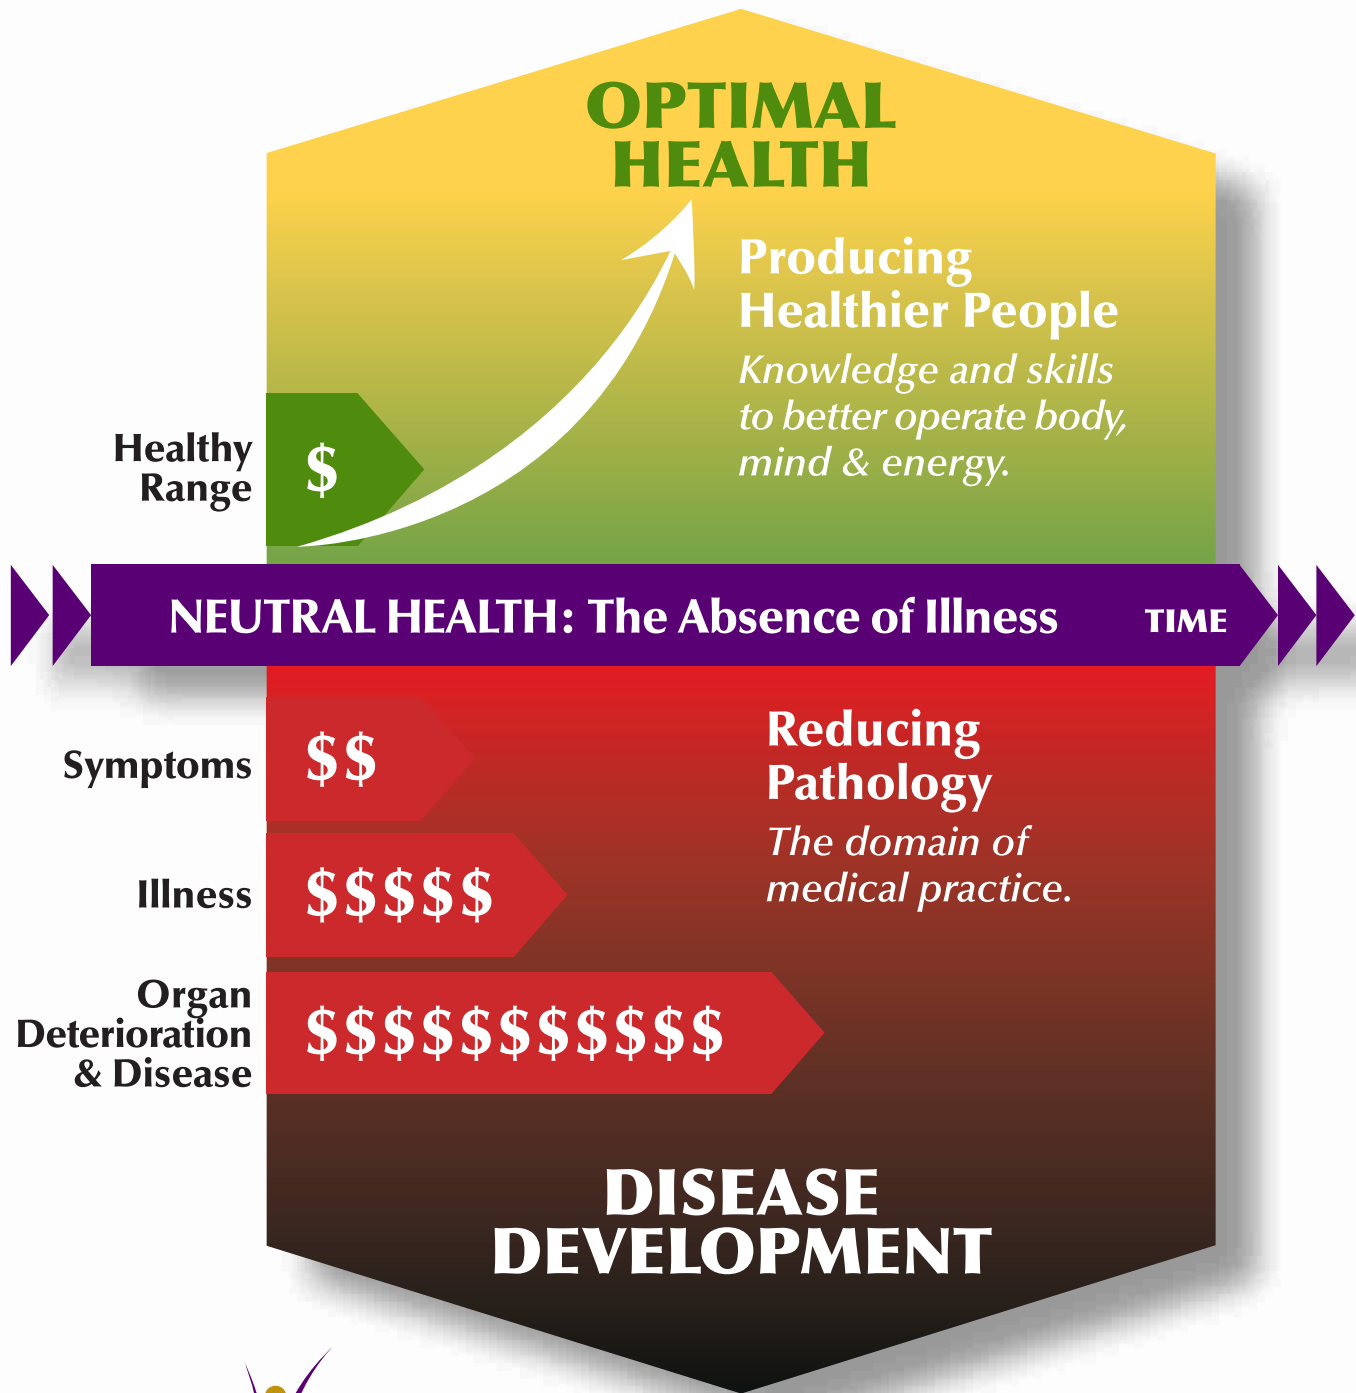 OPTIMAL
HEALTH
Producing
Healthier People
Knowledge and skills
to better operate body,
mind & energy.
Healthy
Range
$
NEUTRAL HEALTH: The Absence of Illness
TIME
Symptoms
$$
Reducing
Pathology
The domain of
medical practice.
Illness
$$$$$
Organ
Deterioration
& Disease
$$$$$$$$$$$
DISEASE
DEVELOPMENT